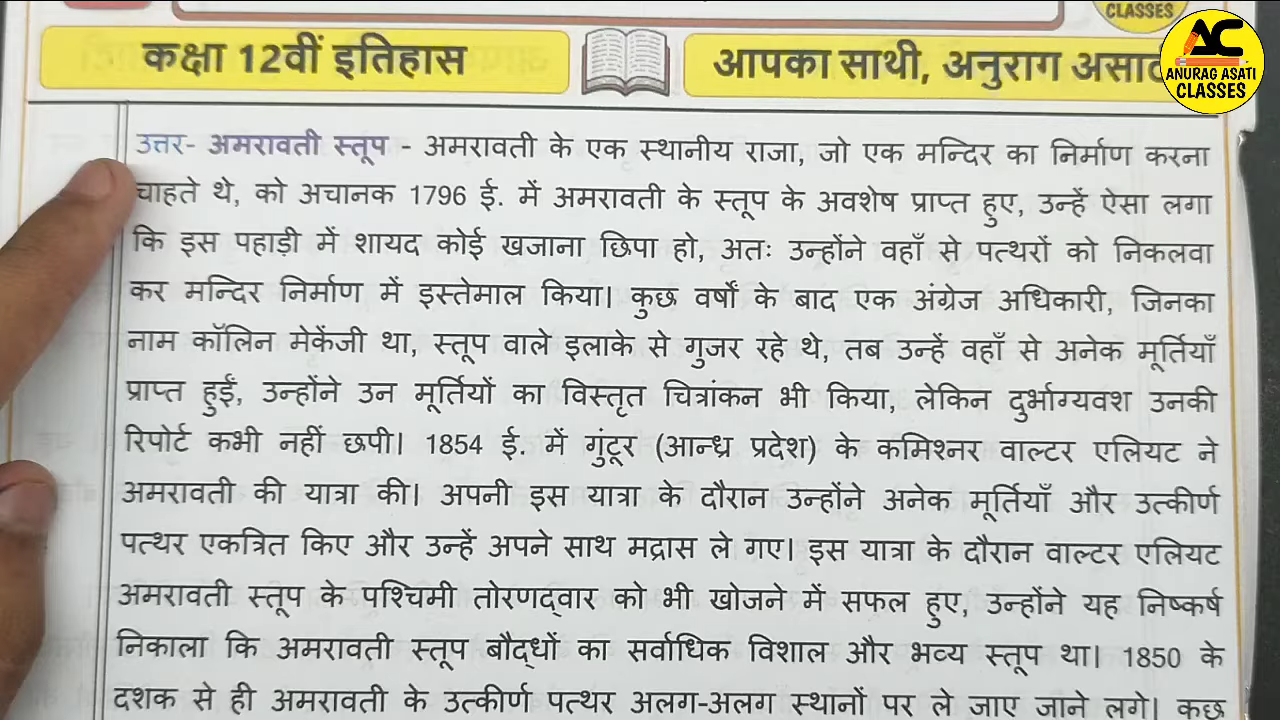 CLASSES
कक्षा 12वीं इतिहास
आपका साथी, अनुराग
AC
ANURAG ASATI
CLASSES
उत्तर- अमरावती स्तूप - अमरावती के एक स्थानीय राजा, जो एक मन्दिर का निर्माण करना
चाहते थे, को अचानक 1796 ई. में अमरावती के स्तूप के अवशेष प्राप्त हुए, उन्हें ऐसा लगा
कि इस पहाड़ी में शायद कोई खजाना छिपा हो, अतः उन्होंने वहाँ से पत्थरों को निकलवा
कर मन्दिर निर्माण में इस्तेमाल किया। कुछ वर्षों के बाद एक अंग्रेज अधिकारी, जिनका
नाम कॉलिन मेकेंजी था, स्तूप वाले इलाके से गुजर रहे थे, तब उन्हें वहाँ से अनेक मूर्तियाँ
प्राप्त हुईं, उन्होंने उन मूर्तियों का विस्तृत चित्रांकन भी किया, लेकिन दुर्भाग्यवश उनकी
रिपोर्ट कभी नहीं छपी। 1854 ई. में गुंटूर (आन्ध्र प्रदेश) के कमिश्नर वाल्टर एलियट ने
अमरावती की यात्रा की। अपनी इस यात्रा के दौरान उन्होंने अनेक मूर्तियाँ और उत्कीर्ण
पत्थर एकत्रित किए और उन्हें अपने साथ मद्रास ले गए। इस यात्रा के दौरान वाल्टर एलियट
अमरावती स्तूप के पश्चिमी तोरणद्वार को भी खोजने में सफल हुए, उन्होंने यह निष्कर्ष
निकाला कि अमरावती स्तूप बौद्धों का सर्वाधिक विशाल और भव्य स्तूप था। 1850 के
दशक से ही अमरावती के उत्कीर्ण पत्थर अलग-अलग स्थानों पर ले जाए जाने लगे। कुछ